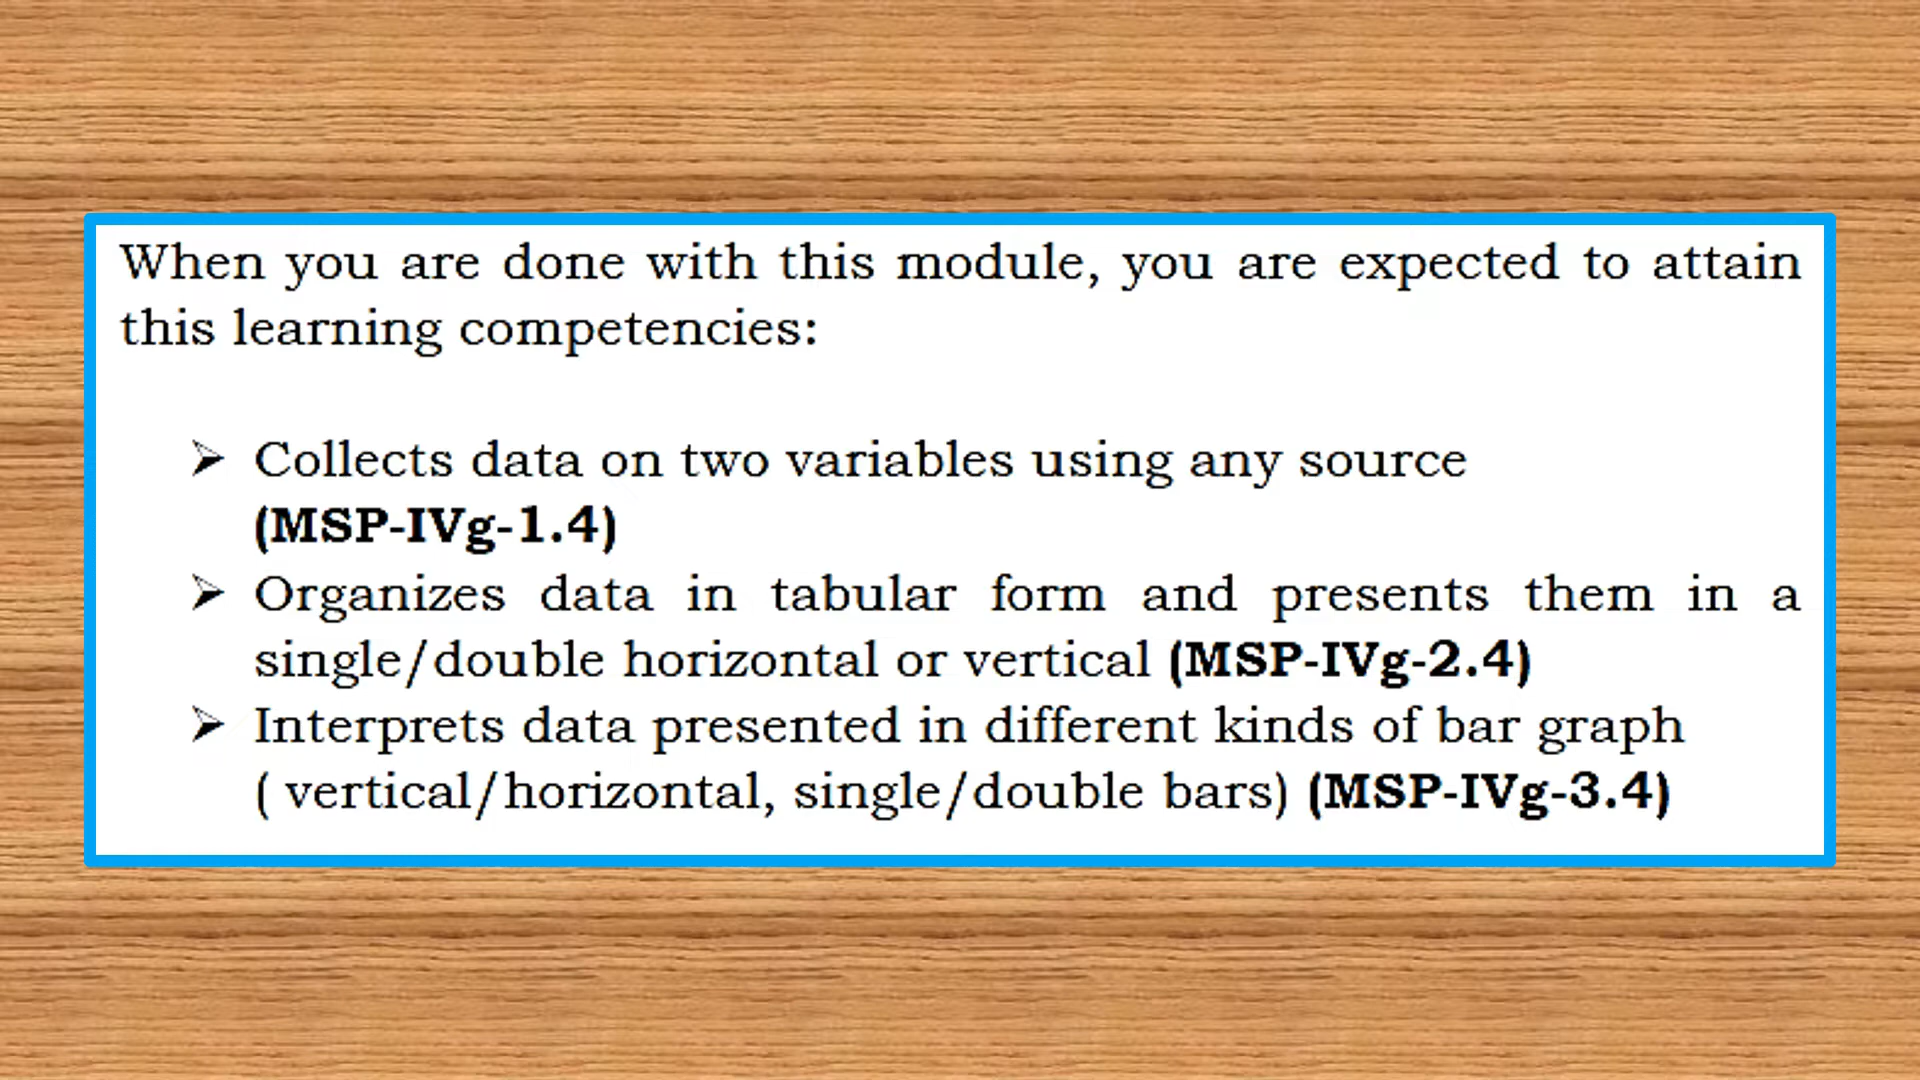 When you are done with this module, you are expected to attain
this learning competencies:
➢ Collects data on two variables using any source
(MSP-IVg-1.4)
➢ Organizes data in tabular form and presents them in a
single/double horizontal or vertical (MSP-IVg-2.4)
➢ Interprets data presented in different kinds of bar graph
( vertical/horizontal, single/double bars) (MSP-IVg-3.4)